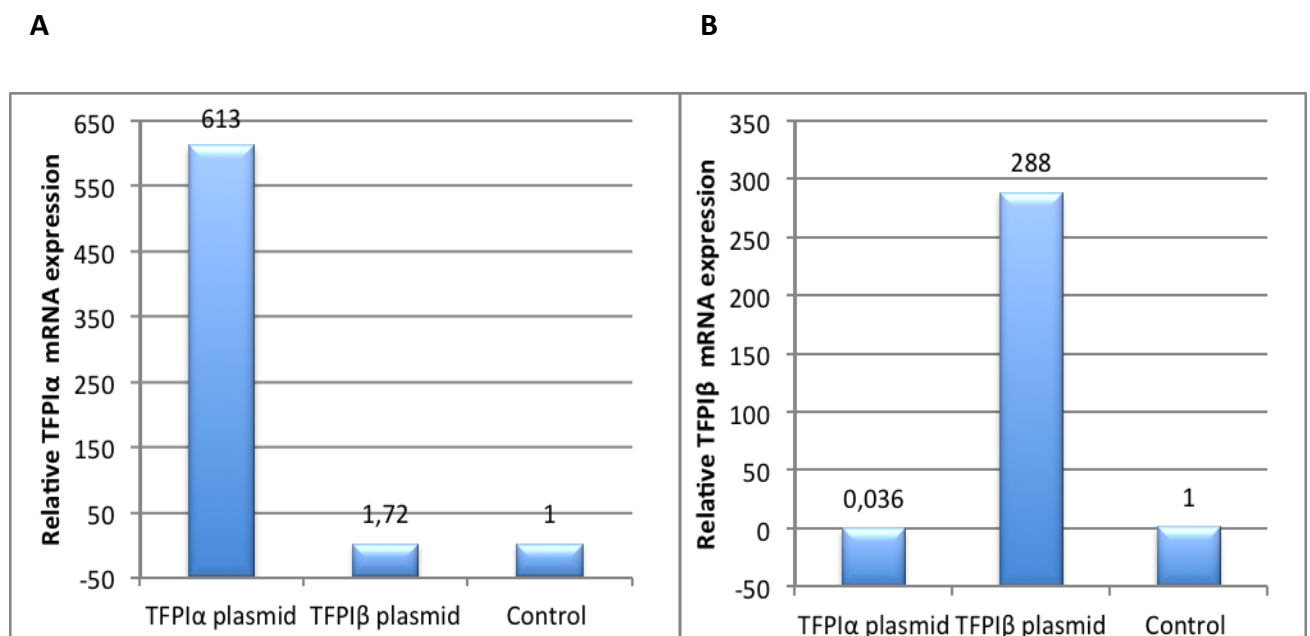 A
B
Relative TFPIα mRNA expression
650
550
450
350
250
150
50
-50
613
1,72
1
TFPIα plasmid
TFPIβ plasmid
Control
Relative TFPIβ mRNA expression
350
300
250
200
150
100
50
0
-50
0,036
288
1
TFPIα plasmid
TFPIβ plasmid
Control